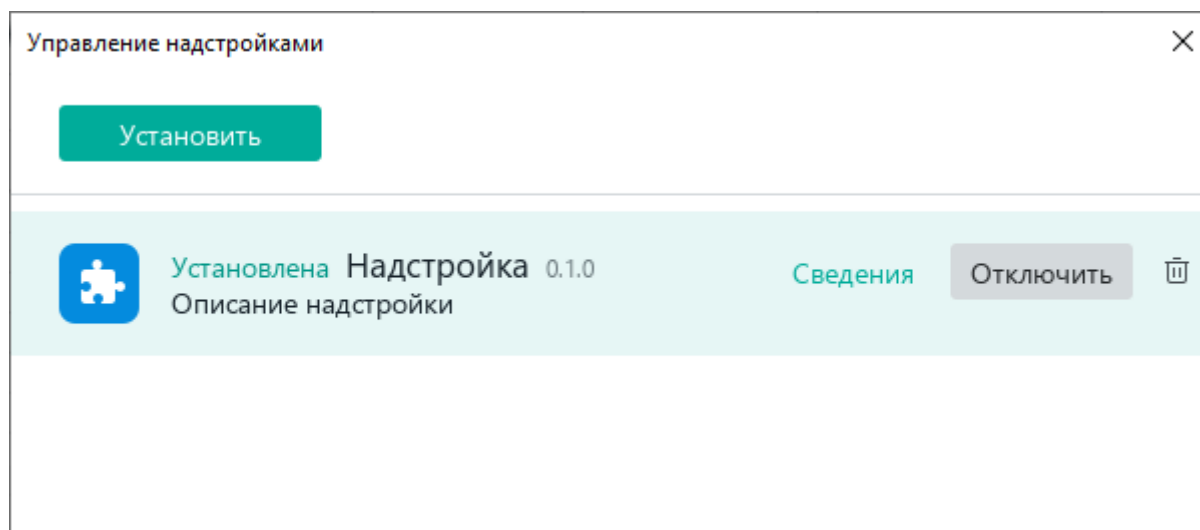 Управление надстройками
Установить
Установлена Надстройка 0.1.0 Сведения Отключить
Описание надстройки